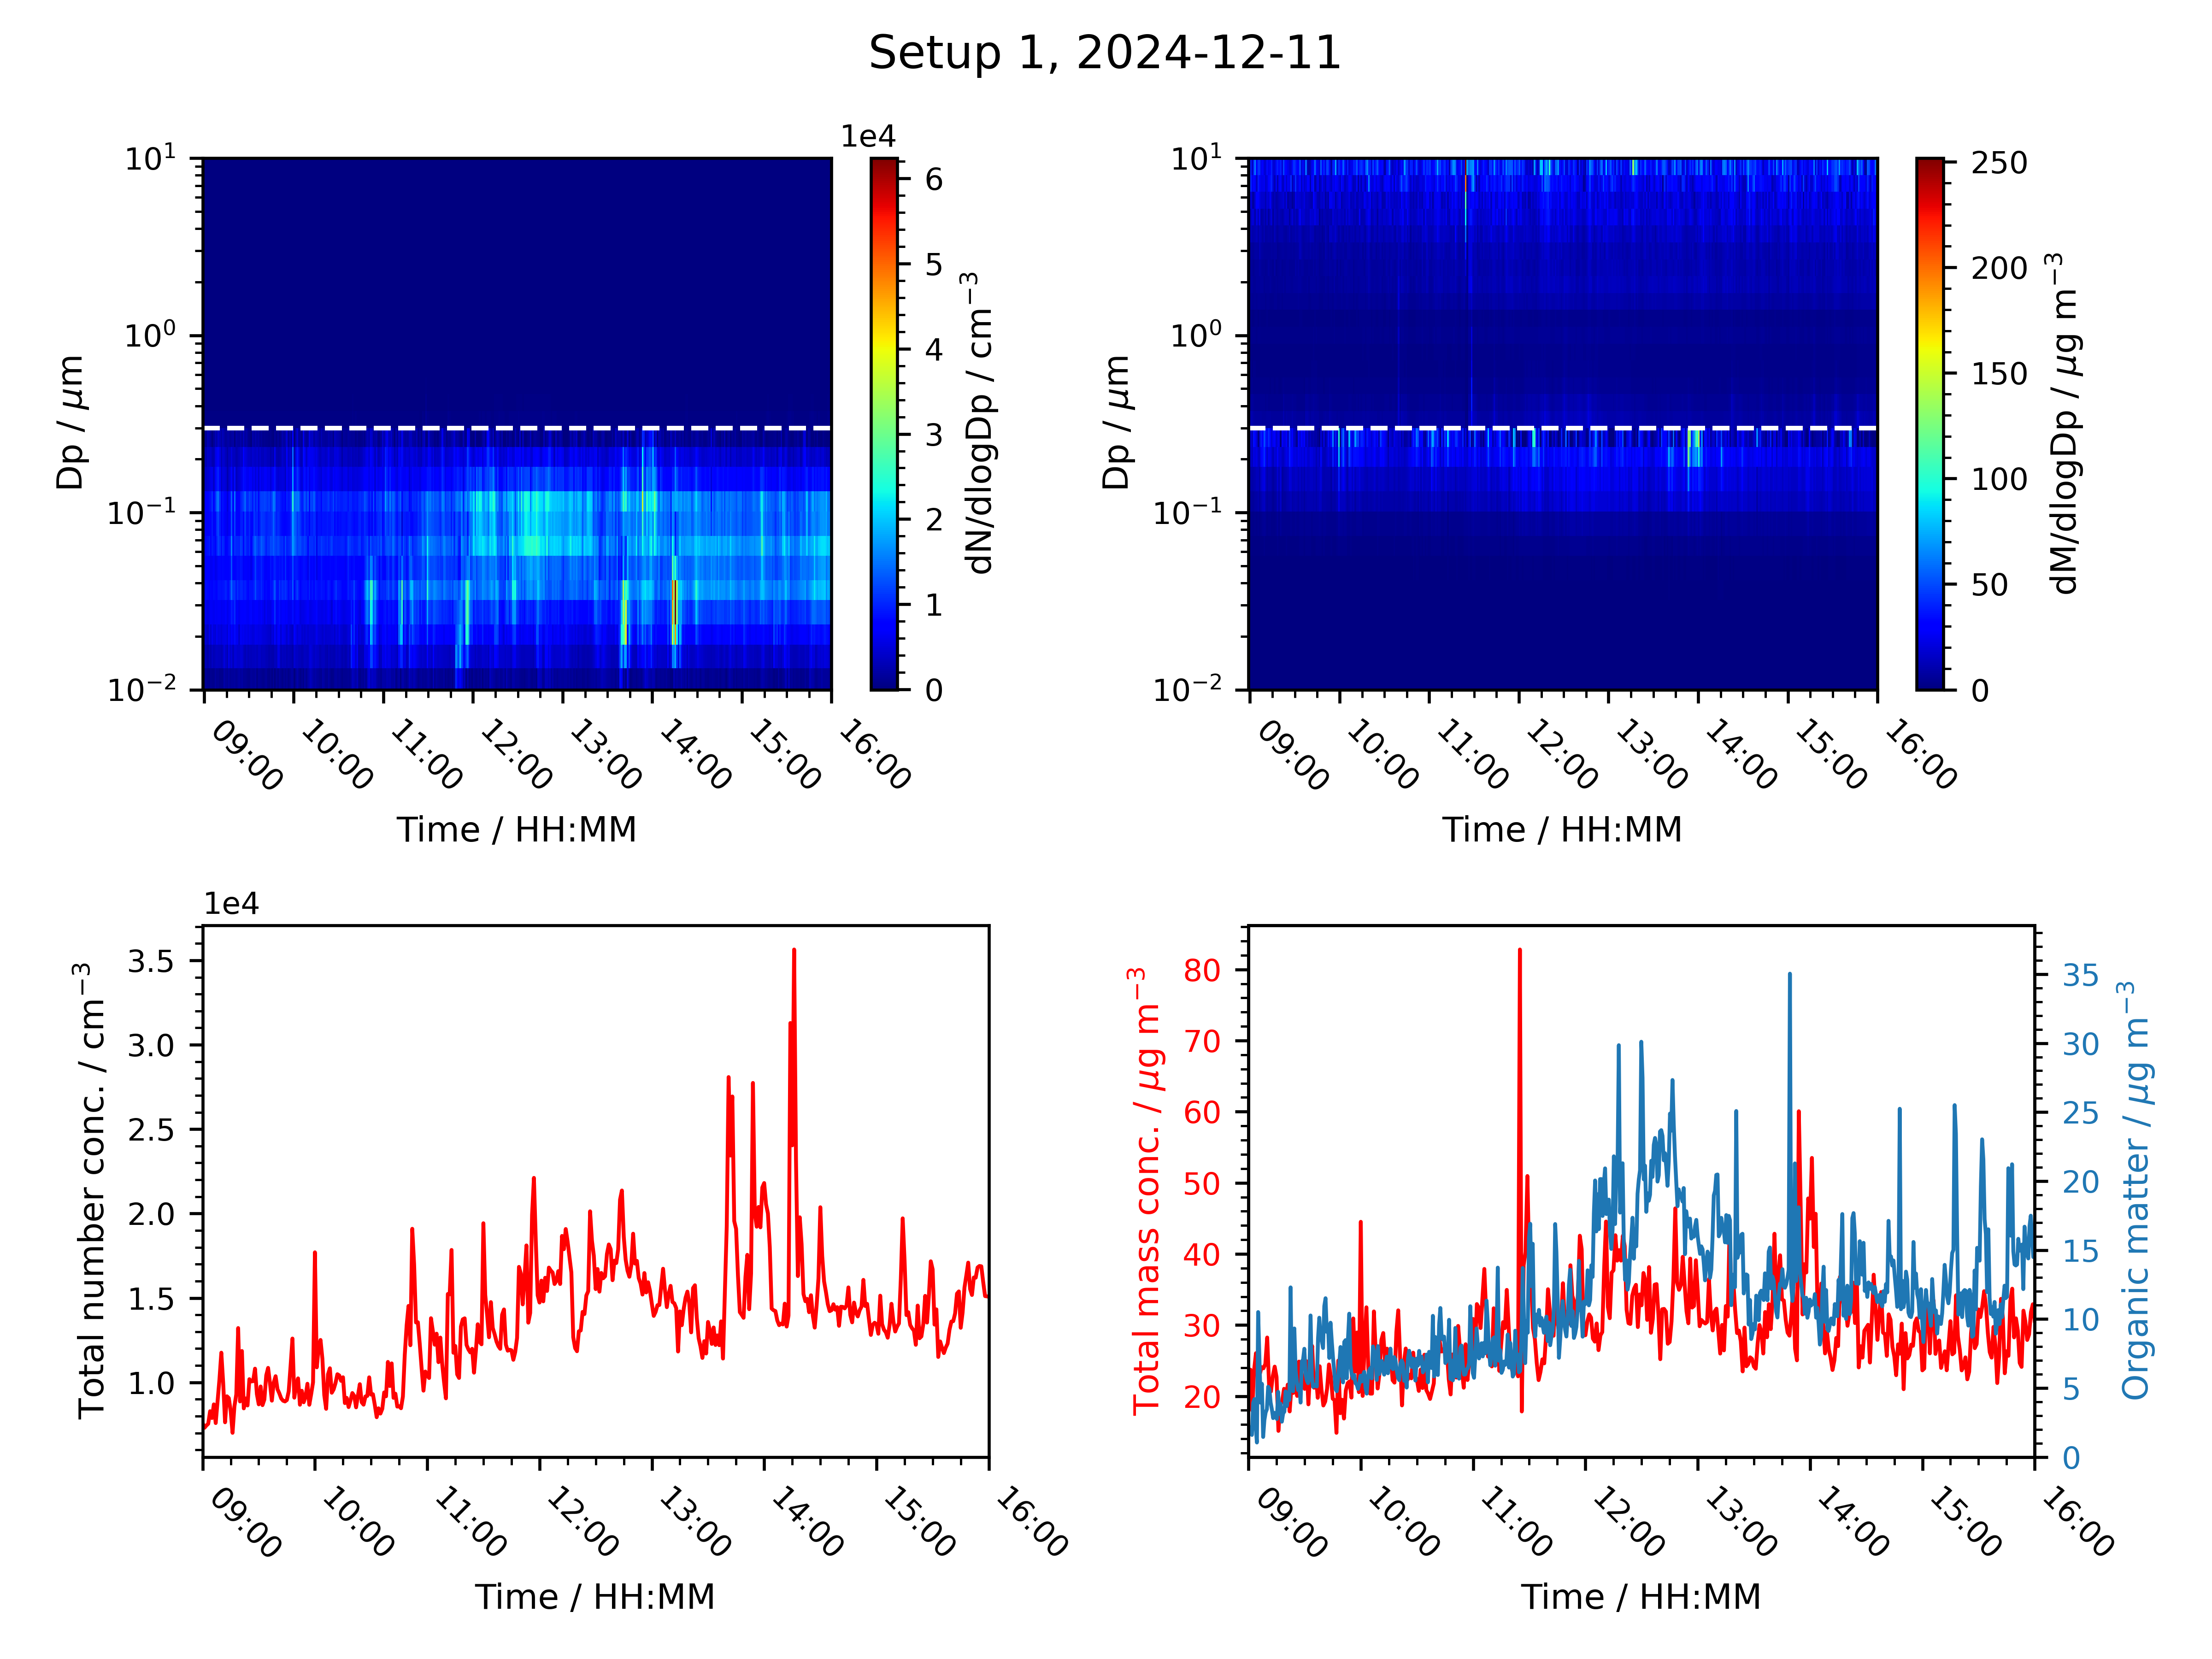 Setup 1, 2024-12-11
1e4
10¹
10⁰
10⁻¹
10⁻²
Dp / μm
09:00 10:00 11:00 12:00 13:00 14:00 15:00 16:00
Time / HH:MM
6
5
4
3
2
1
0
dN/dlogDp / cm⁻³
10¹
10⁰
10⁻¹
10⁻²
Dp / μm
09:00 10:00 11:00 12:00 13:00 14:00 15:00 16:00
Time / HH:MM
250
200
150
100
50
0
dM/dlogDp / μg m⁻³
1e4
3.5
3.0
2.5
2.0
1.5
1.0
Total number conc. / cm⁻³
09:00 10:00 11:00 12:00 13:00 14:00 15:00 16:00
Time / HH:MM
80
70
60
50
40
30
20
Total mass conc. / μg m⁻³
09:00 10:00 11:00 12:00 13:00 14:00 15:00 16:00
Time / HH:MM
35
30
25
20
15
10
5
0
Organic matter / μg m⁻³